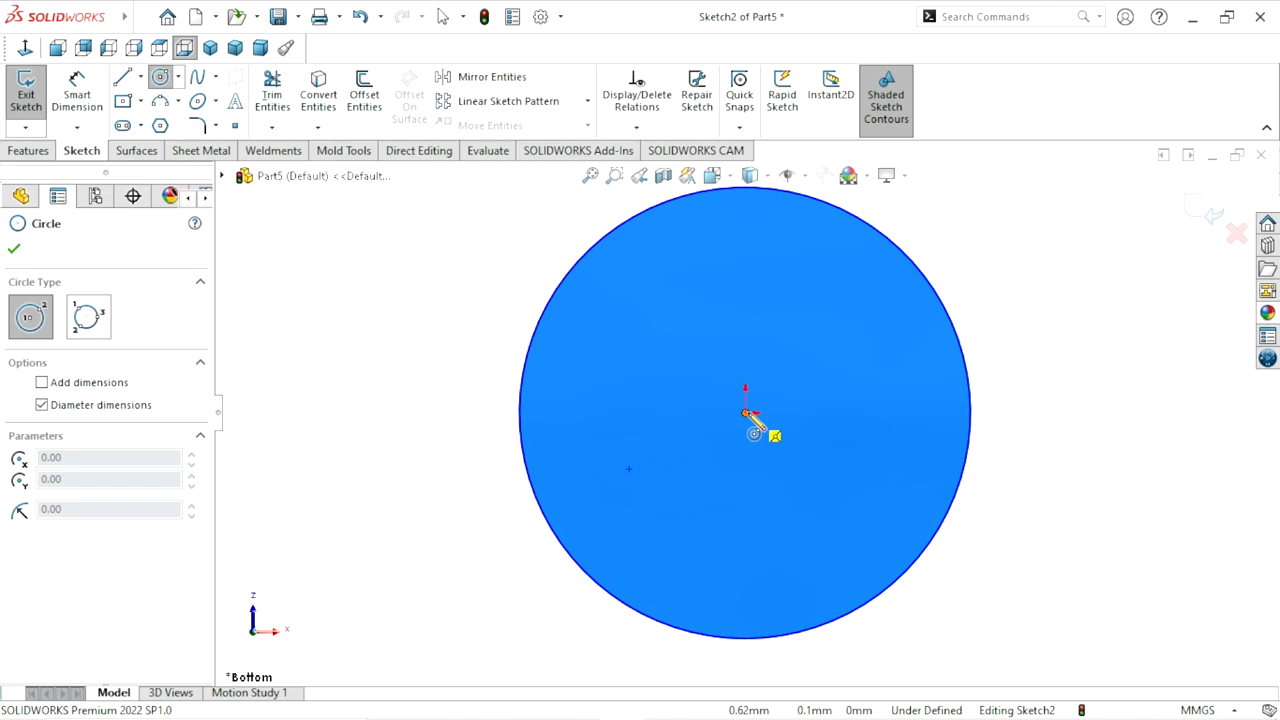 SOLIDWORKS
Sketch2 of Part5 *
Search Commands
Exit Sketch
Smart Dimension
Trim Entities
Convert Entities
Offset Entities
Offset On Surface
Mirror Entities
Linear Sketch Pattern
Move Entities
Display/Delete Relations
Repair Sketch
Quick Snaps
Rapid Sketch
Instant2D
Shaded Sketch Contours
Features
Sketch
Surfaces
Sheet Metal
Weldments
Mold Tools
Direct Editing
Evaluate
SOLIDWORKS Add-Ins
SOLIDWORKS CAM
Part5 (Default) <<Default...
Circle
Circle Type
Options
Add dimensions
Diameter dimensions
Parameters
0.00
0.00
0.00
z
x
*Bottom
Model
3D Views
Motion Study 1
SOLIDWORKS Premium 2022 SP1.0
0.62mm
0.1mm
0mm
Under Defined
Editing Sketch2
MMGS